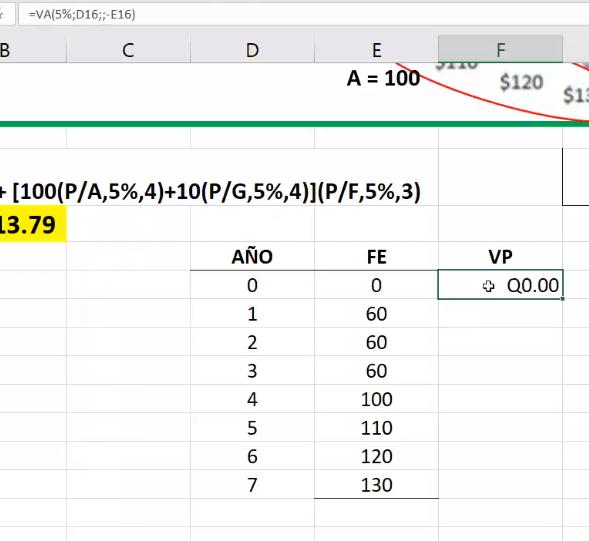 =VA(5%;D16;;-E16)
B C D E F
A = 100
$120
+ [100(P/A,5%,4)+10(P/G,5%,4)](P/F,5%,3)
13.79
AÑO FE VP
0 0 Q0.00
1 60
2 60
3 60
4 100
5 110
6 120
7 130